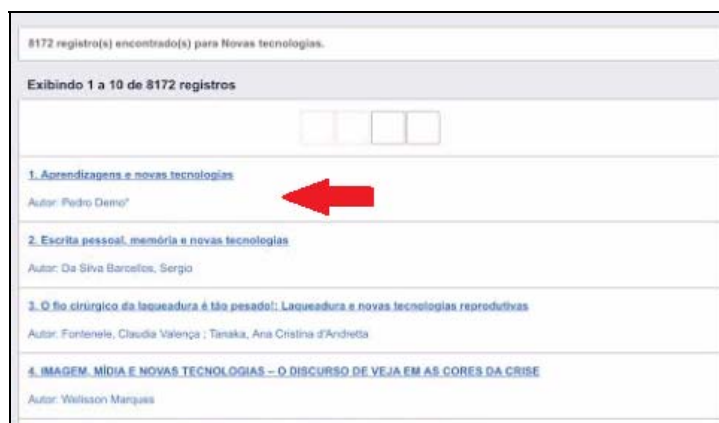 8172 registro(s) encontrado(s) para Novas tecnologias.
Exibindo 1 a 10 de 8172 registros
1. Aprendizagens e novas tecnologias
Autor: Pedro Demo*
2. Escrita pessoal, memória e novas tecnologias
Autor: Da Silva Barcellos, Sergio
3. O fio cirúrgico da laqueadura é tão pesado!: Laqueadura e novas tecnologias reprodutivas
Autor: Fontenele, Claudia Valença ; Tanaka, Ana Cristina d'Andretta
4. IMAGEM, MÍDIA E NOVAS TECNOLOGIAS – O DISCURSO DE VEJA EM AS CORES DA CRISE
Autor: Welisson Marques